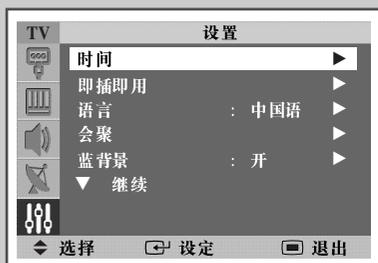 TV 设置
时间
即插即用
语言 : 中国语
会聚
蓝背景 : 开
继续
选择 设定 退出